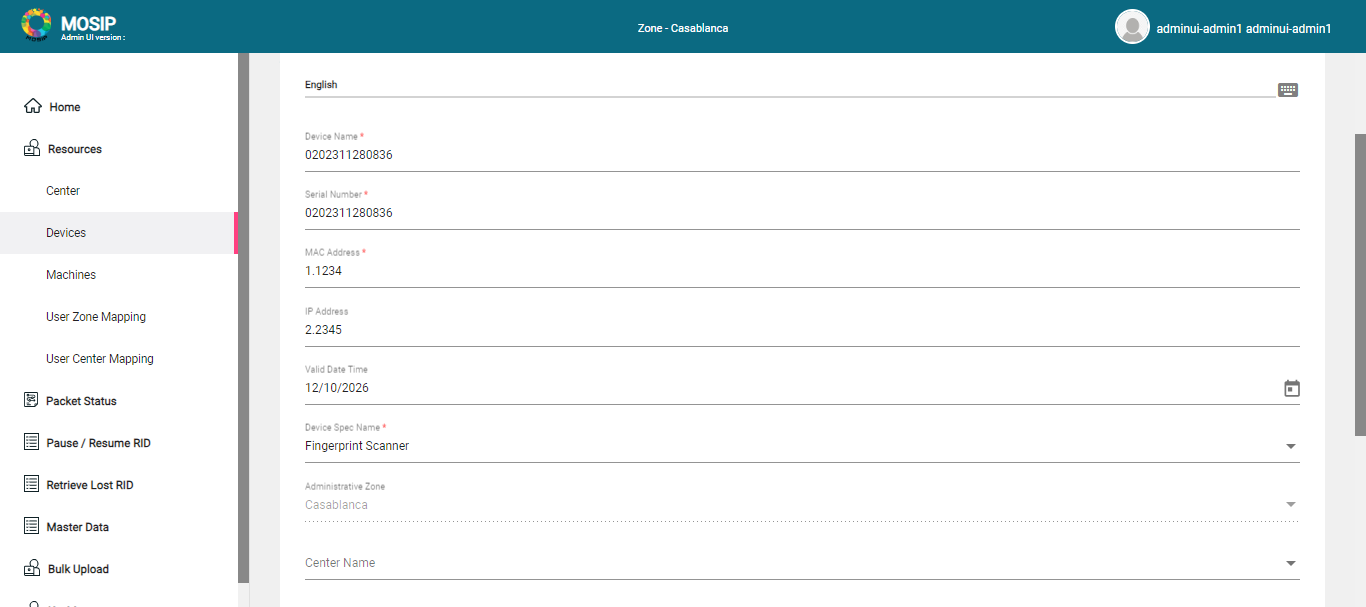 MOSIP
Admin UI version :
Zone - Casablanca
adminui-admin1 adminui-admin1
Home
Resources
Center
Devices
Machines
User Zone Mapping
User Center Mapping
Packet Status
Pause / Resume RID
Retrieve Lost RID
Master Data
Bulk Upload
English
Device Name *
0202311280836
Serial Number *
0202311280836
MAC Address *
1.1234
IP Address
2.2345
Valid Date Time
12/10/2026
Device Spec Name *
Fingerprint Scanner
Administrative Zone
Casablanca
Center Name